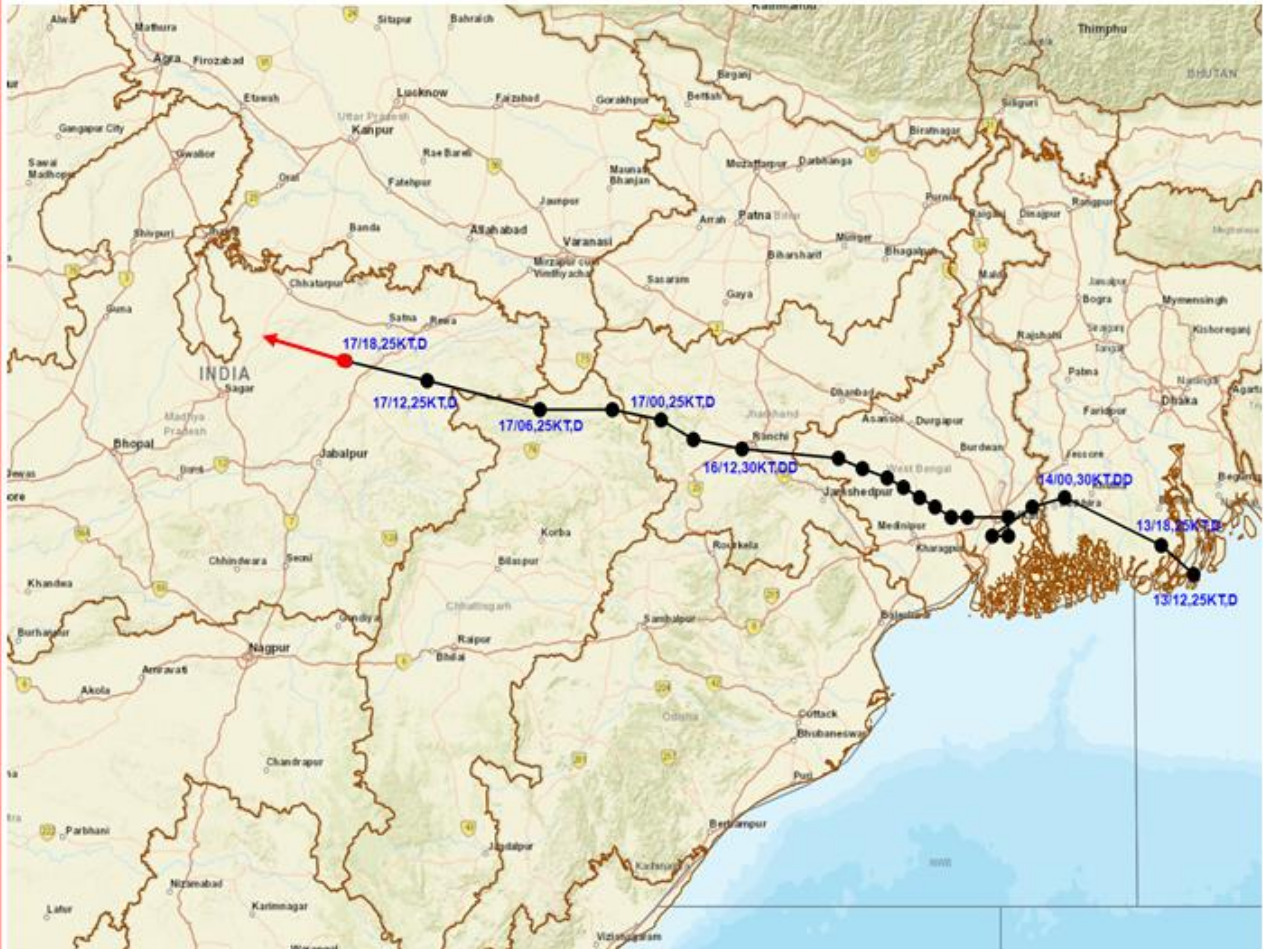 Kathmandu
Alwa
Mathura
Sitapur
Bahraich
Thimphu
Agra
Firozabad
Birganj
BHUTAN
Lucknow
Faizabad
Gorakhpur
Bettiah
Etawah
Siliguri
Uttar Pradesh
Kanpur
Gangapur City
Biratnagar
Gwalior
Rae Bareli
Muzaffarpur
Darbhanga
Sawai
Madhopu
Orai
Fatehpur
Maunath
Bhanjan
Jaunpur
Purnia
Rangpur
Raiganj
Dinajpur
Arrah
Patna
Bihar
Shivpuri
Jhansi
Banda
Allahabad
Varanasi
Munger
Bhagalpur
Mirzapur cum
Vindhyachal
Biharsharif
Sasaram
Chhatarpur
Gaya
Jamalpur
Bogra
Mymensingh
Guna
Satna
Rewa
Rajshahi
Sirajganj
Kishoreganj
17/18,25KT,D
Tangail
INDIA
Pabna
Sagar
17/12,25KT,D
17/00,25KT,D
Dhanbad
Dhaka
17/06,25KT,D
Jharkhand
Asansol
Durgapur
Faridpur
Madhya
Pradesh
Ranchi
Bhopal
Burdwan
Jessore
Jabalpur
16/12,30KT,DD
West Bengal
Dewas
14/00,30KT,DD
Jamshedpur
13/18,25KT,D
Medinipur
Korba
Kharagpur
Rourkela
Chhindwara
Seoni
Bilaspur
Khandwa
13/12,25KT,D
Chhattisgarh
Burhanpur
Gondiya
Sambalpur
Baleshwar
Raipur
Nagpur
Bhilai
Amravati
Akola
Odisha
Cuttack
Bhubaneswar
Chandrapur
Puri
Berhampur
Parbhani
Jagdalpur
Nizamabad
Karimnagar
Latur
Vizianagaram
Warangal